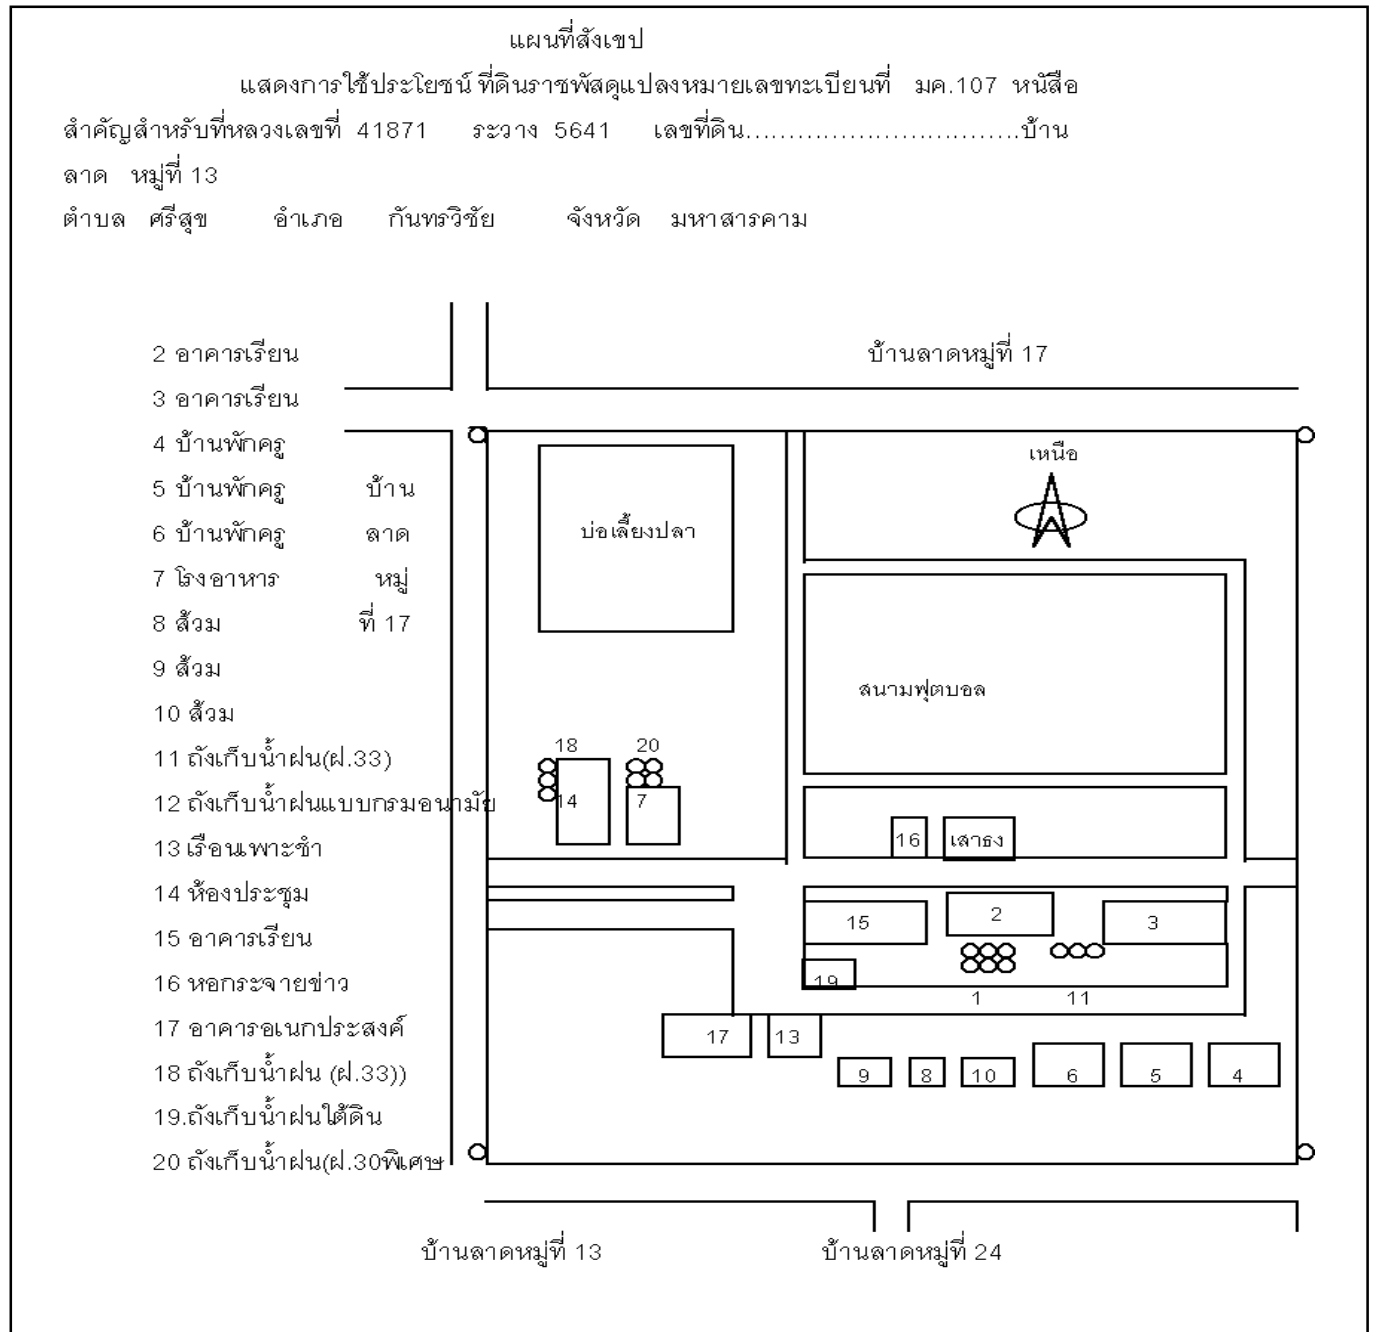 แผนที่สังเขป
แสดงการใช้ประโยชน์ ที่ดินราชพัสดุแปลงหมายเลขทะเบียนที่ มค.107 หนังสือ
สำคัญสำหรับที่หลวงเลขที่ 41871 ระวาง 5641 เลขที่ดิน................................บ้าน
ลาด หมู่ที่ 13
ตำบล ศรีสุข อำเภอ กันทรวิชัย จังหวัด มหาสารคาม
2 อาคารเรียน
3 อาคารเรียน
4 บ้านพักครู
5 บ้านพักครู
6 บ้านพักครู
7 โรงอาหาร
8 ส้วม
9 ส้วม
10 ส้วม
11 ถังเก็บน้ำฝน(ฝ.33)
12 ถังเก็บน้ำฝนแบบกรมอนามัย
13 เรือนเพาะชำ
14 ห้องประชุม
15 อาคารเรียน
16 หอกระจายข่าว
17 อาคารอเนกประสงค์
18 ถังเก็บน้ำฝน (ฝ.33))
19.ถังเก็บน้ำฝนใต้ดิน
20 ถังเก็บน้ำฝน(ฝ.30พิเศษ
บ้าน
ลาด
หมู่
ที่ 17
บ้านลาดหมู่ที่ 17
เหนือ
บ่อเลี้ยงปลา
สนามฟุตบอล
18 20
14 7
16 เสาธง
15 2 3
19
1 11
17 13
9 8 10 6 5 4
บ้านลาดหมู่ที่ 13 บ้านลาดหมู่ที่ 24